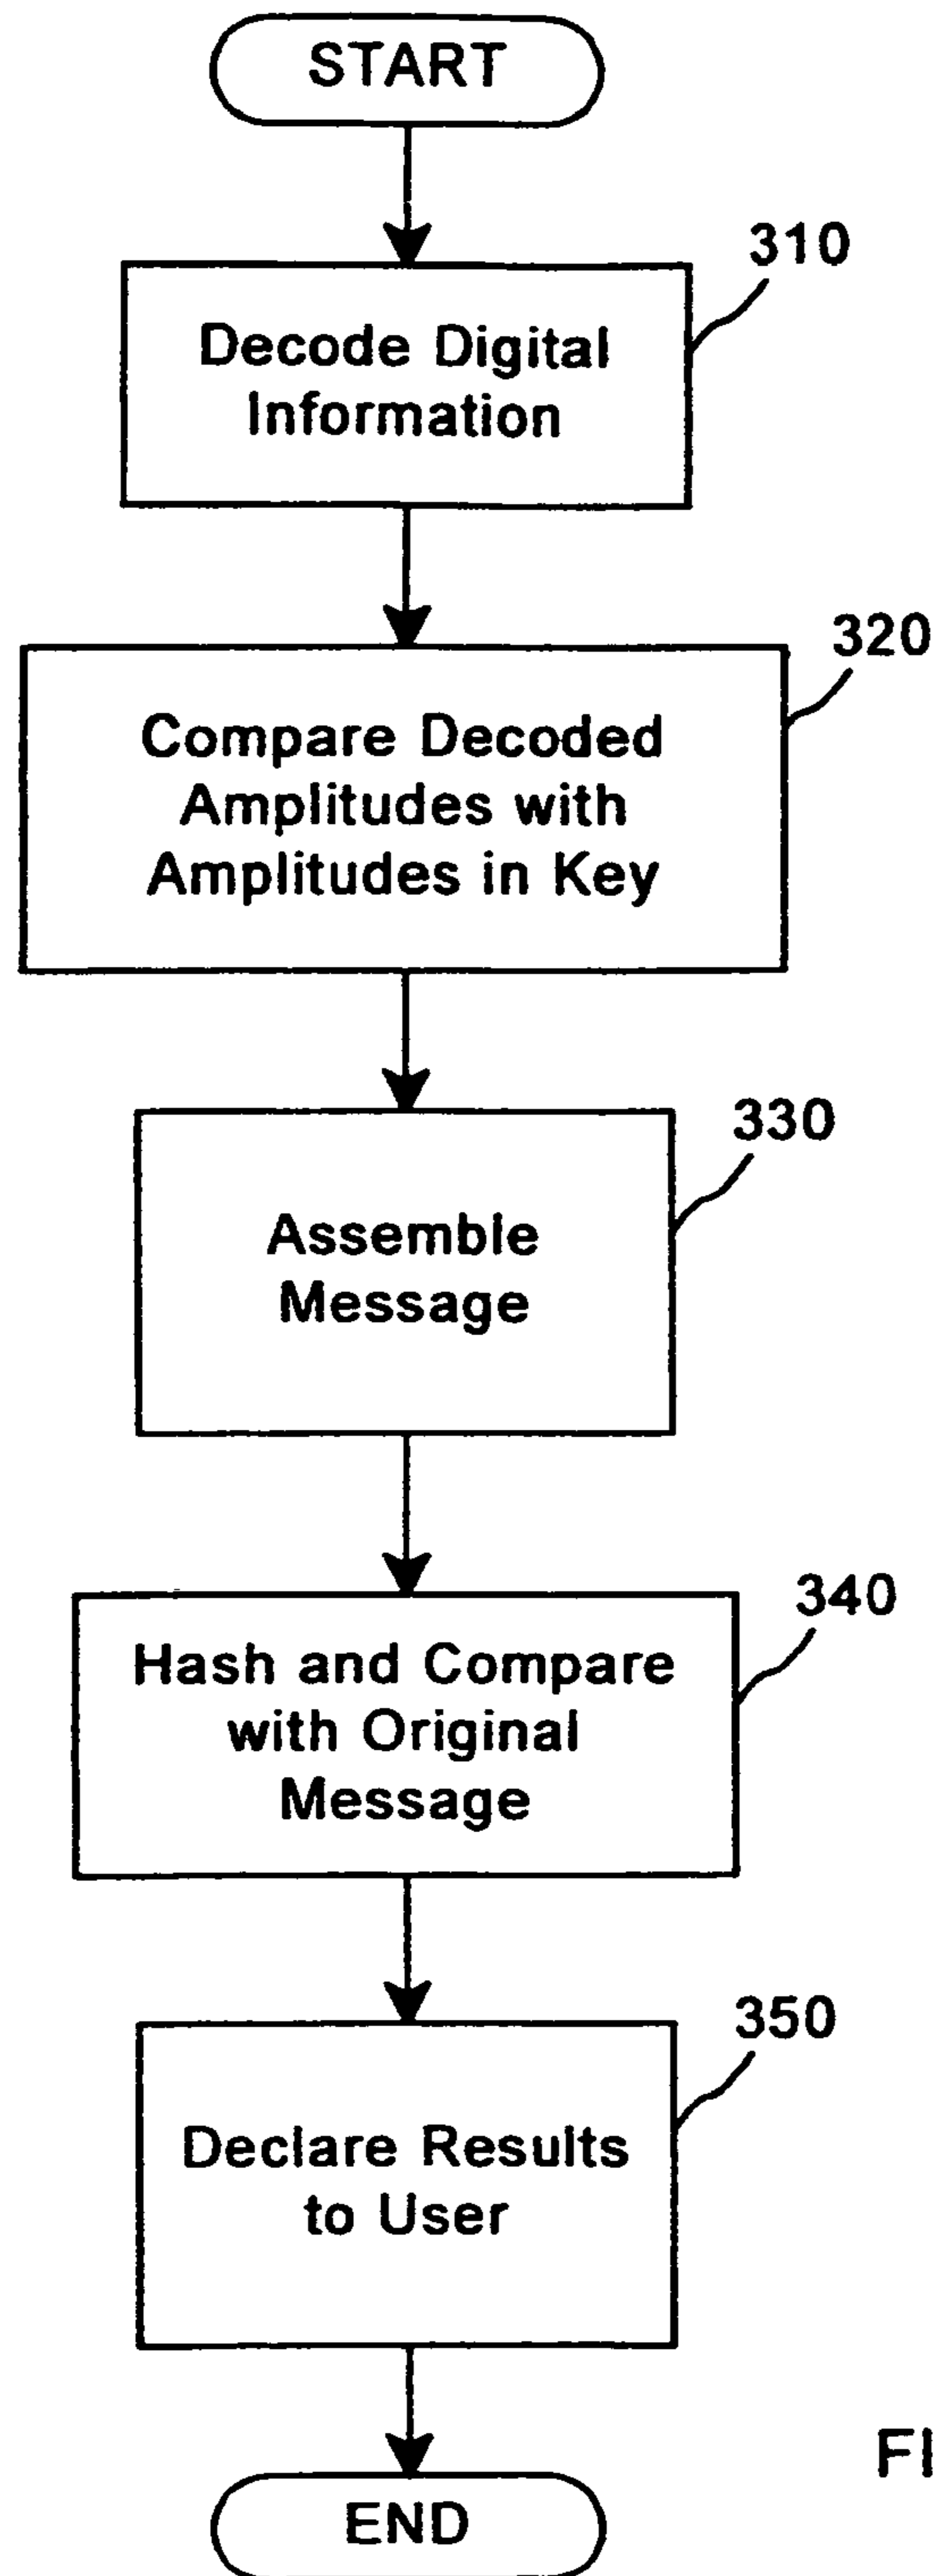 START
310
Decode Digital
Information
320
Compare Decoded
Amplitudes with
Amplitudes in Key
330
Assemble
Message
340
Hash and Compare
with Original
Message
350
Declare Results
to User
FI
END